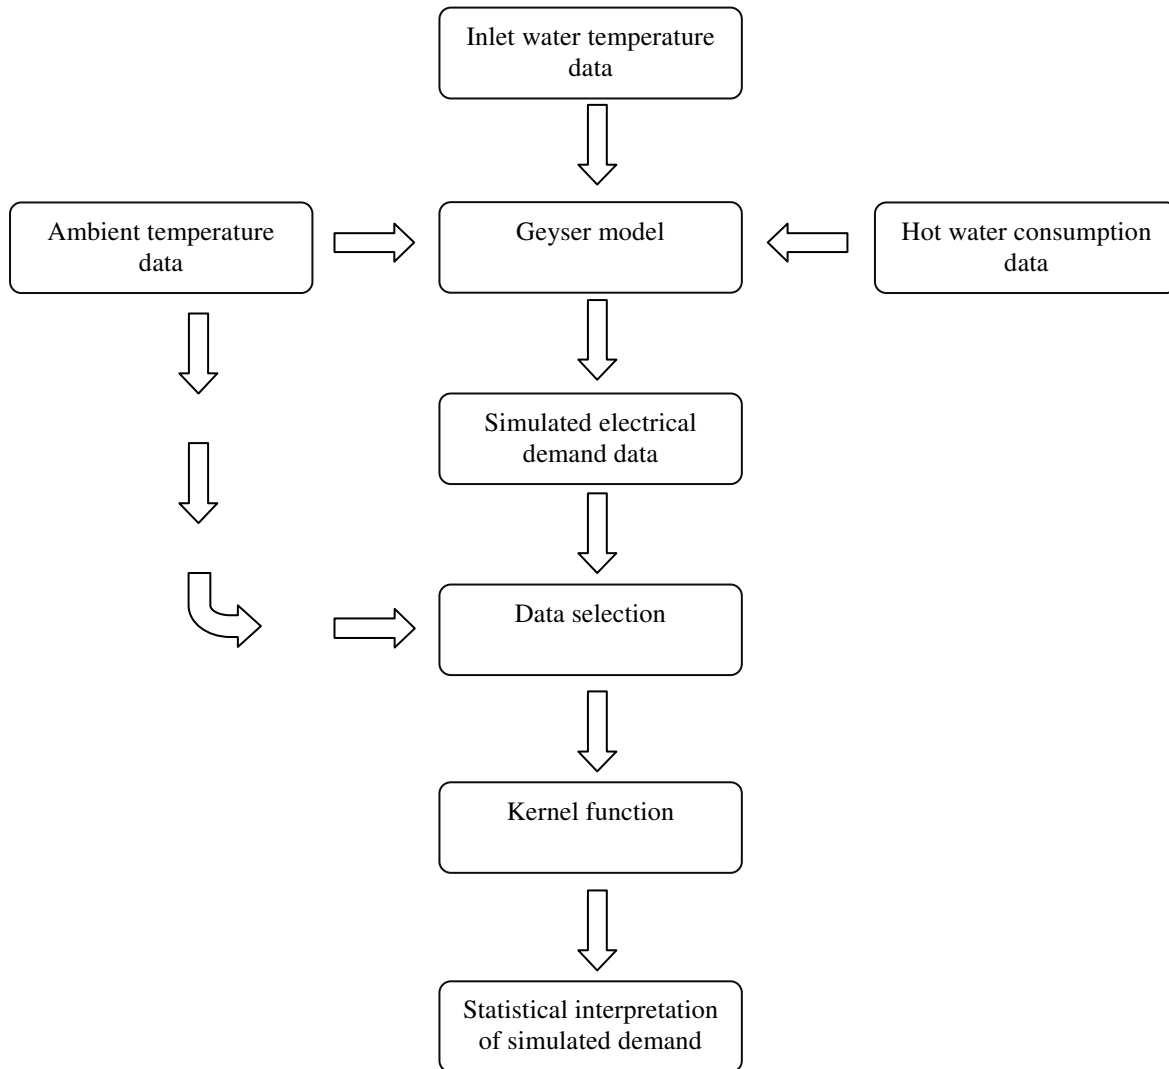 Inlet water temperature
data
Ambient temperature
data
Geyser model
Hot water consumption
data
Simulated electrical
demand data
Data selection
Kernel function
Statistical interpretation
of simulated demand